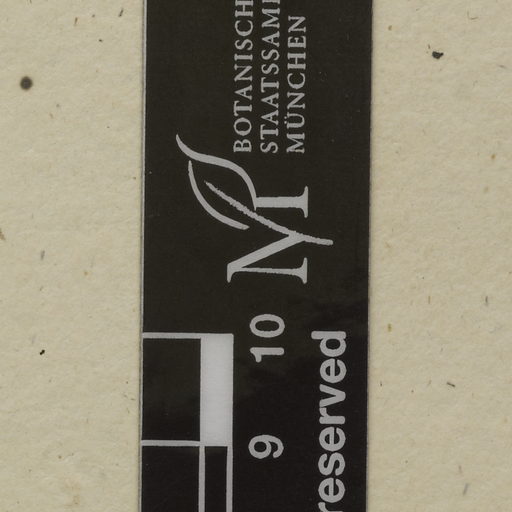 BOTANISCH
STAATSSAM
MÜNCHEN
M
9 10
reserved